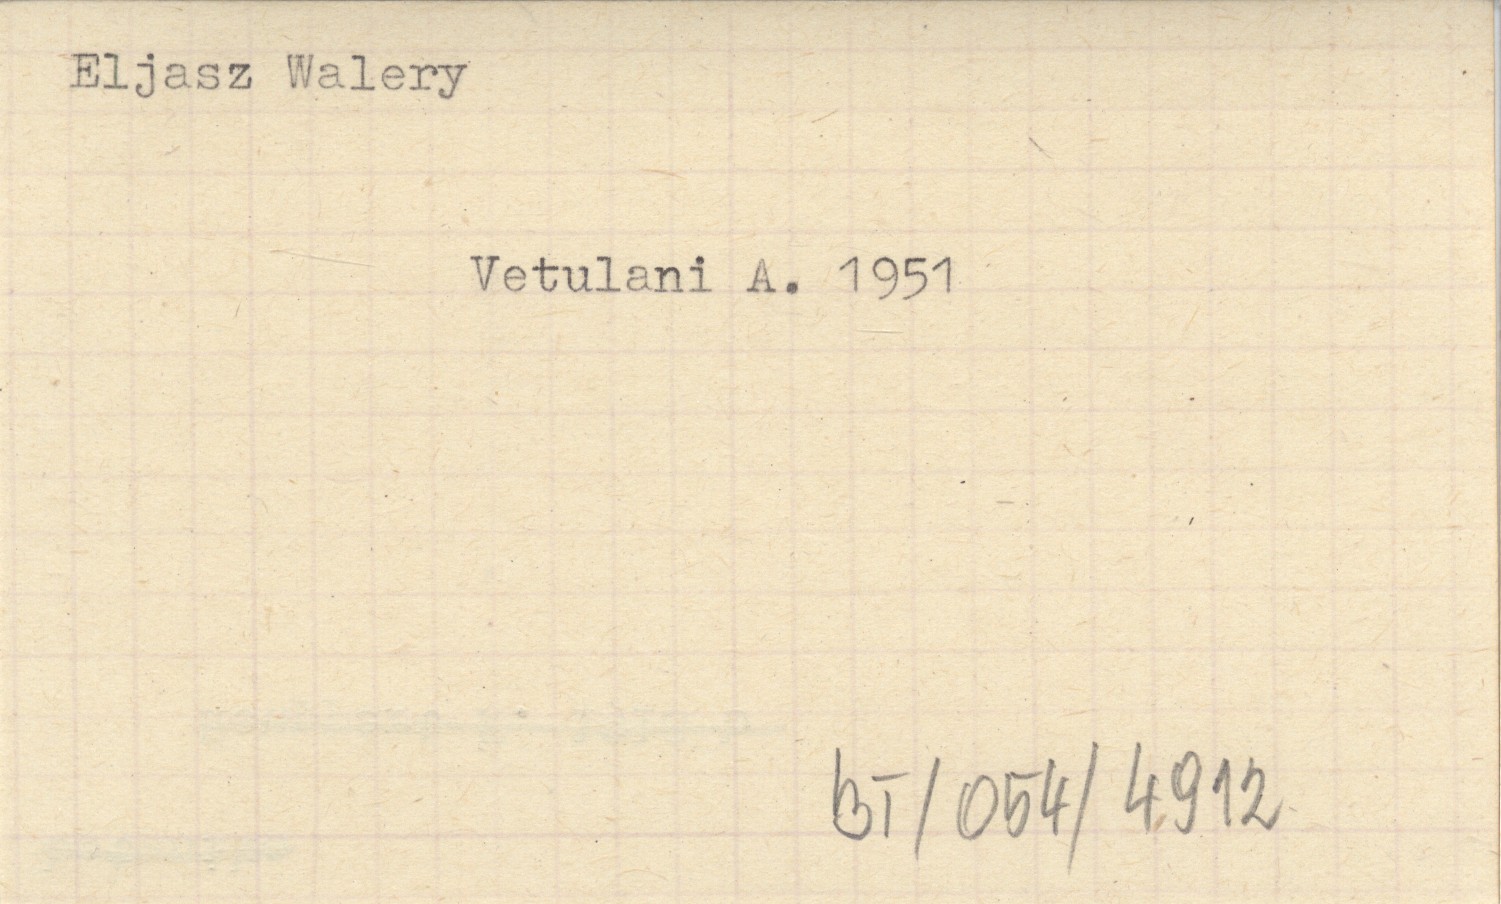 Eljasz Walery
Vetulani A. 1951
BT/054/4912